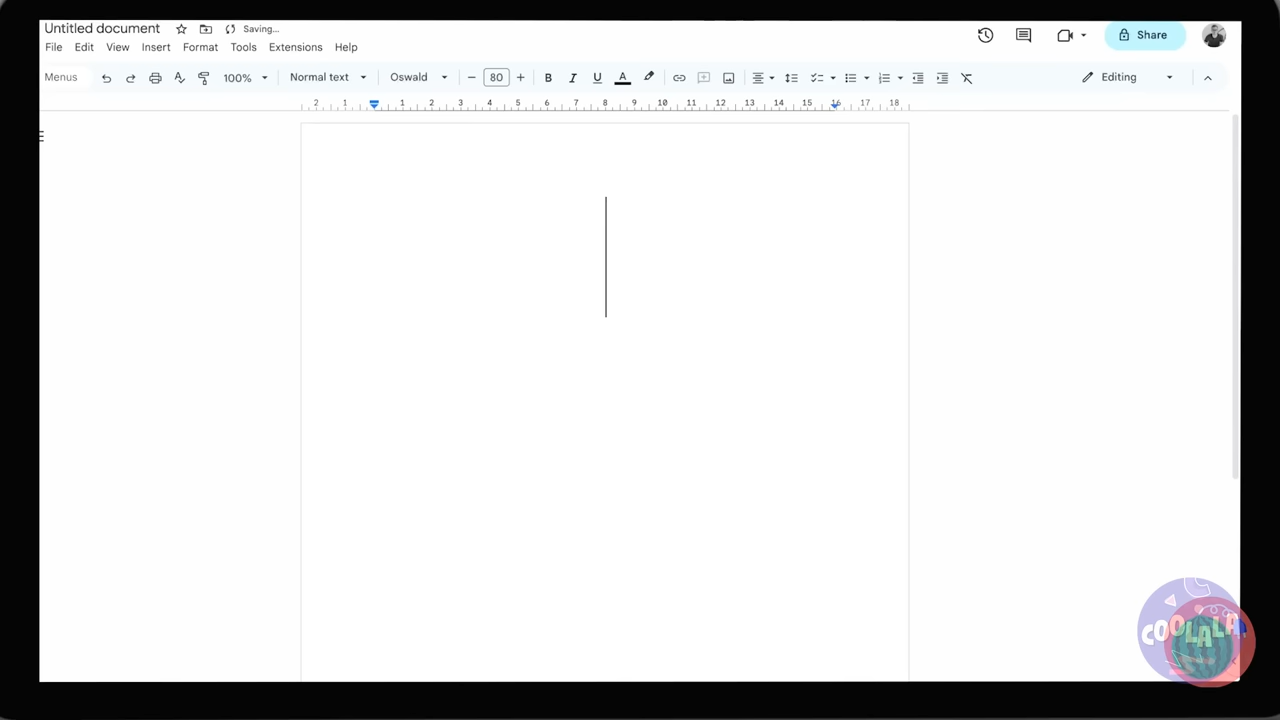 Untitled document Saving...
File Edit View Insert Format Tools Extensions Help
Share
Menus 100% Normal text Oswald 80 B I U A Editing
2 1 1 2 3 4 5 6 7 8 9 10 11 12 13 14 15 16 17 18
COOLALA